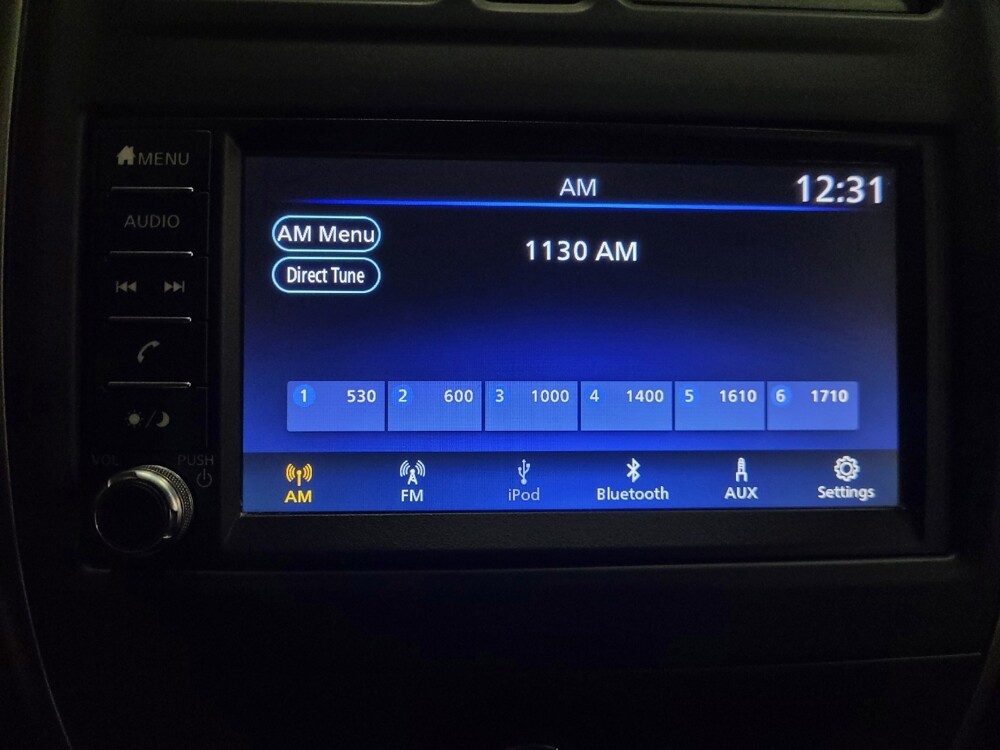 MENU
AUDIO
VOL PUSH
AM 12:31
AM Menu
1130 AM
Direct Tune
1 530 2 600 3 1000 4 1400 5 1610 6 1710
AM FM iPod Bluetooth AUX Settings